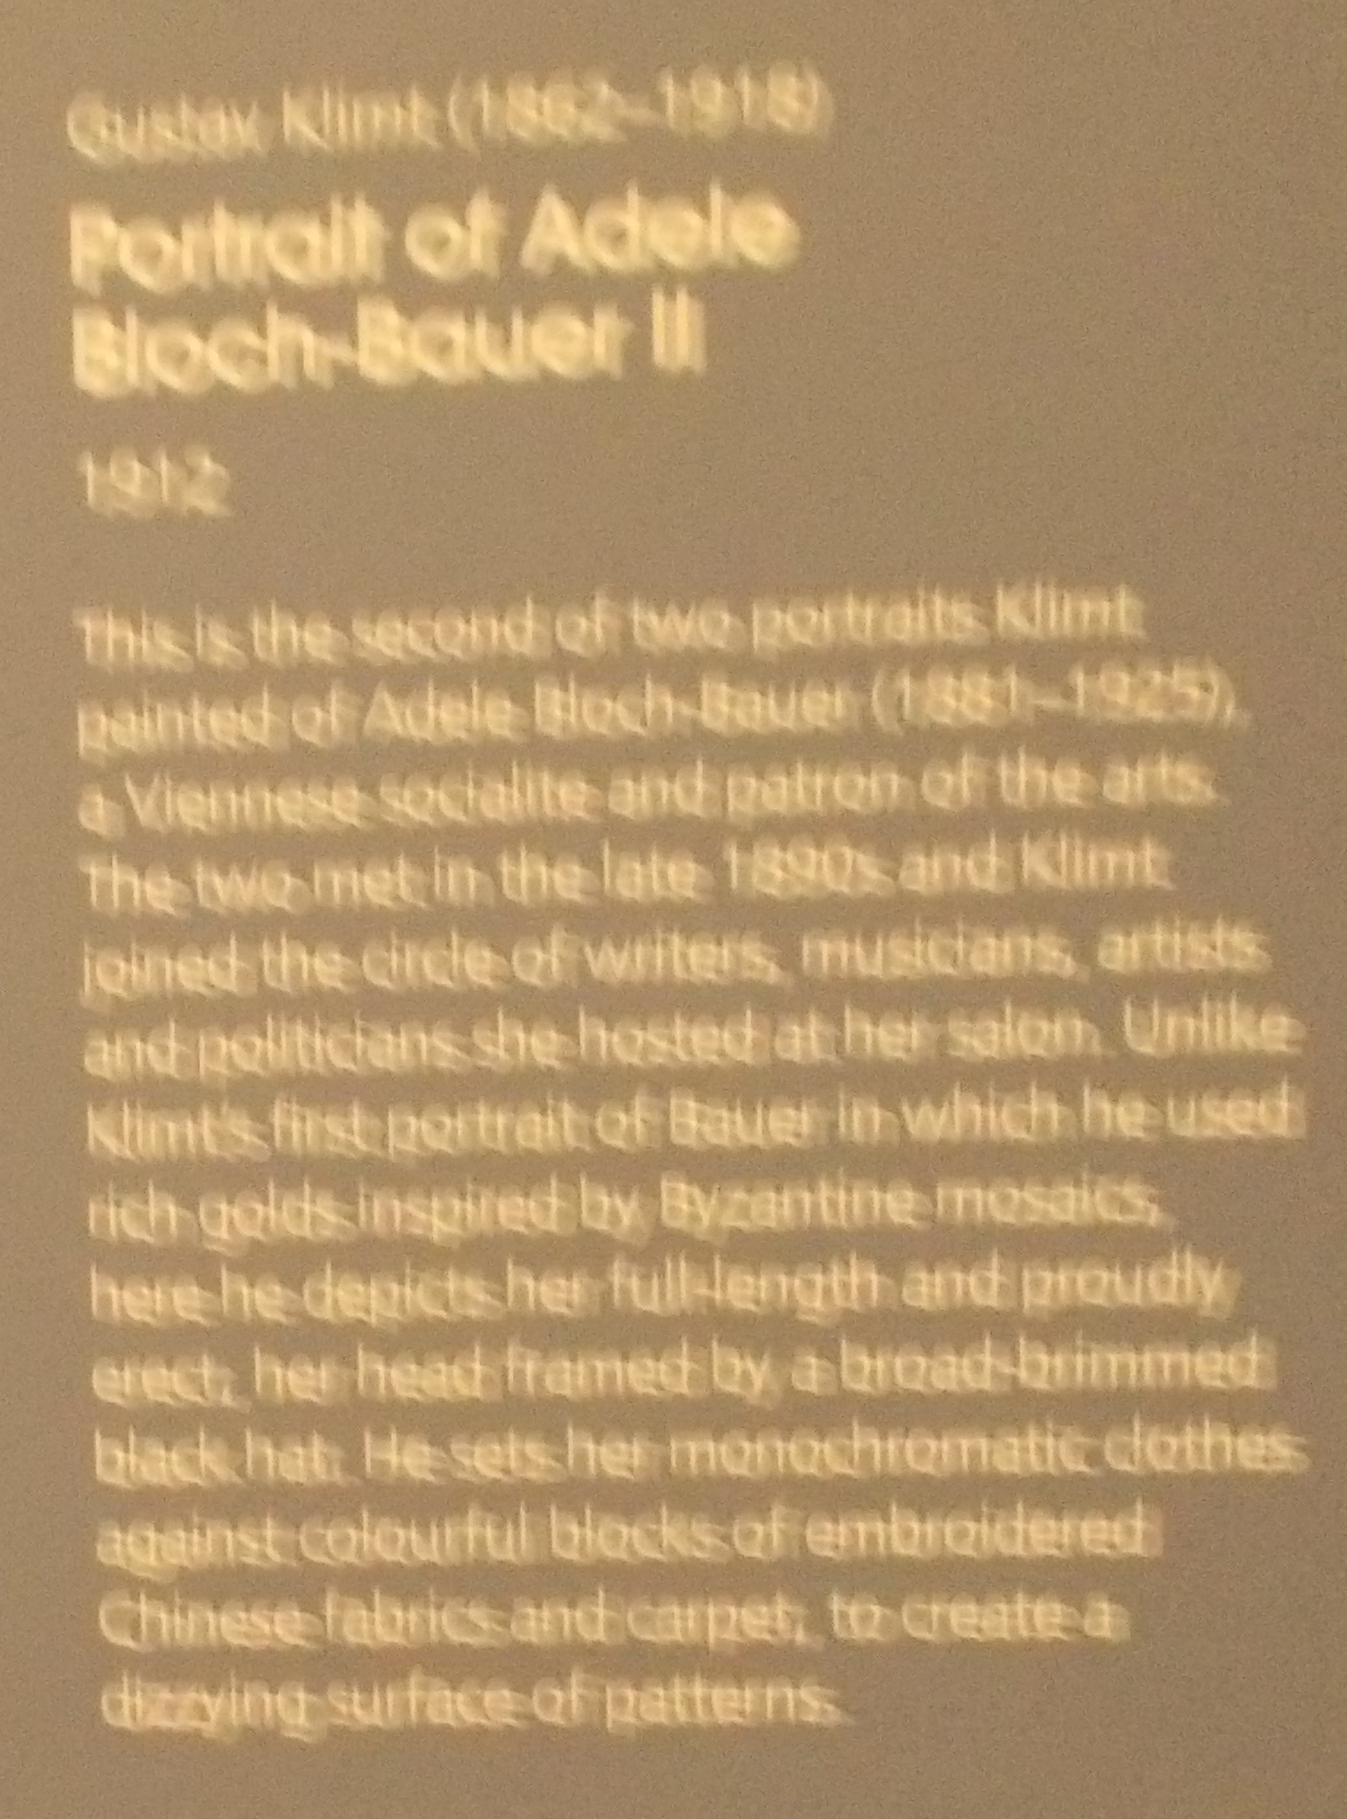 Gustav Klimt (1862–1918)
Portrait of Adele
Bloch-Bauer II
1912
This is the second of two portraits Klimt
painted of Adele Bloch-Bauer (1881–1925),
a Viennese socialite and patron of the arts.
The two met in the late 1890s and Klimt
joined the circle of writers, musicians, artists
and politicians she hosted at her salon. Unlike
Klimt's first portrait of Bauer in which he used
rich golds inspired by Byzantine mosaics,
here he depicts her full-length and proudly
erect, her head framed by a broad-brimmed
black hat. He sets her monochromatic clothes
against colourful blocks of embroidered
Chinese fabrics and carpet, to create a
dizzying surface of patterns.